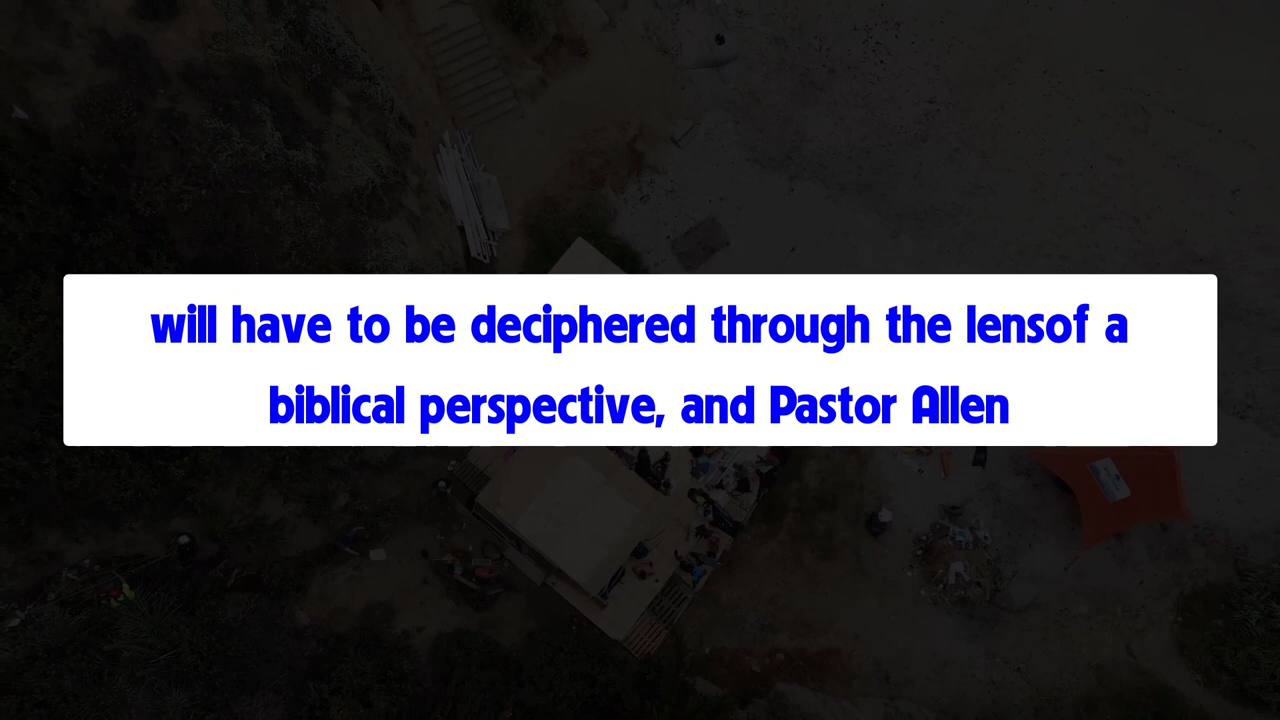 will have to be deciphered through the lensof a
biblical perspective, and Pastor Allen